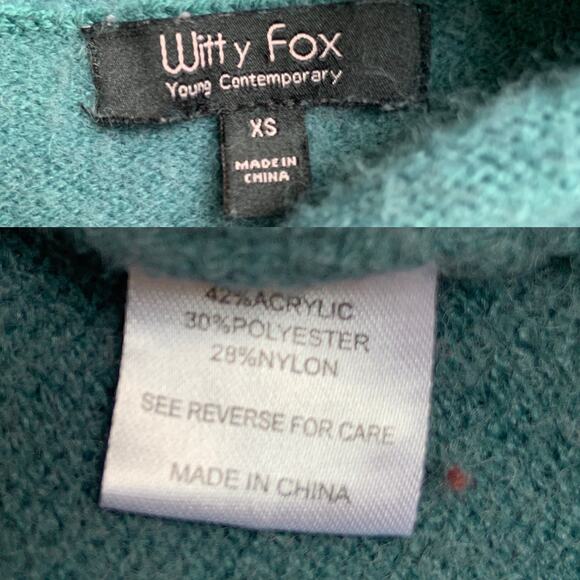 Witty Fox
Young Contemporary
XS
MADE IN
CHINA
42%ACRYLIC
30%POLYESTER
28%NYLON
SEE REVERSE FOR CARE
MADE IN CHINA